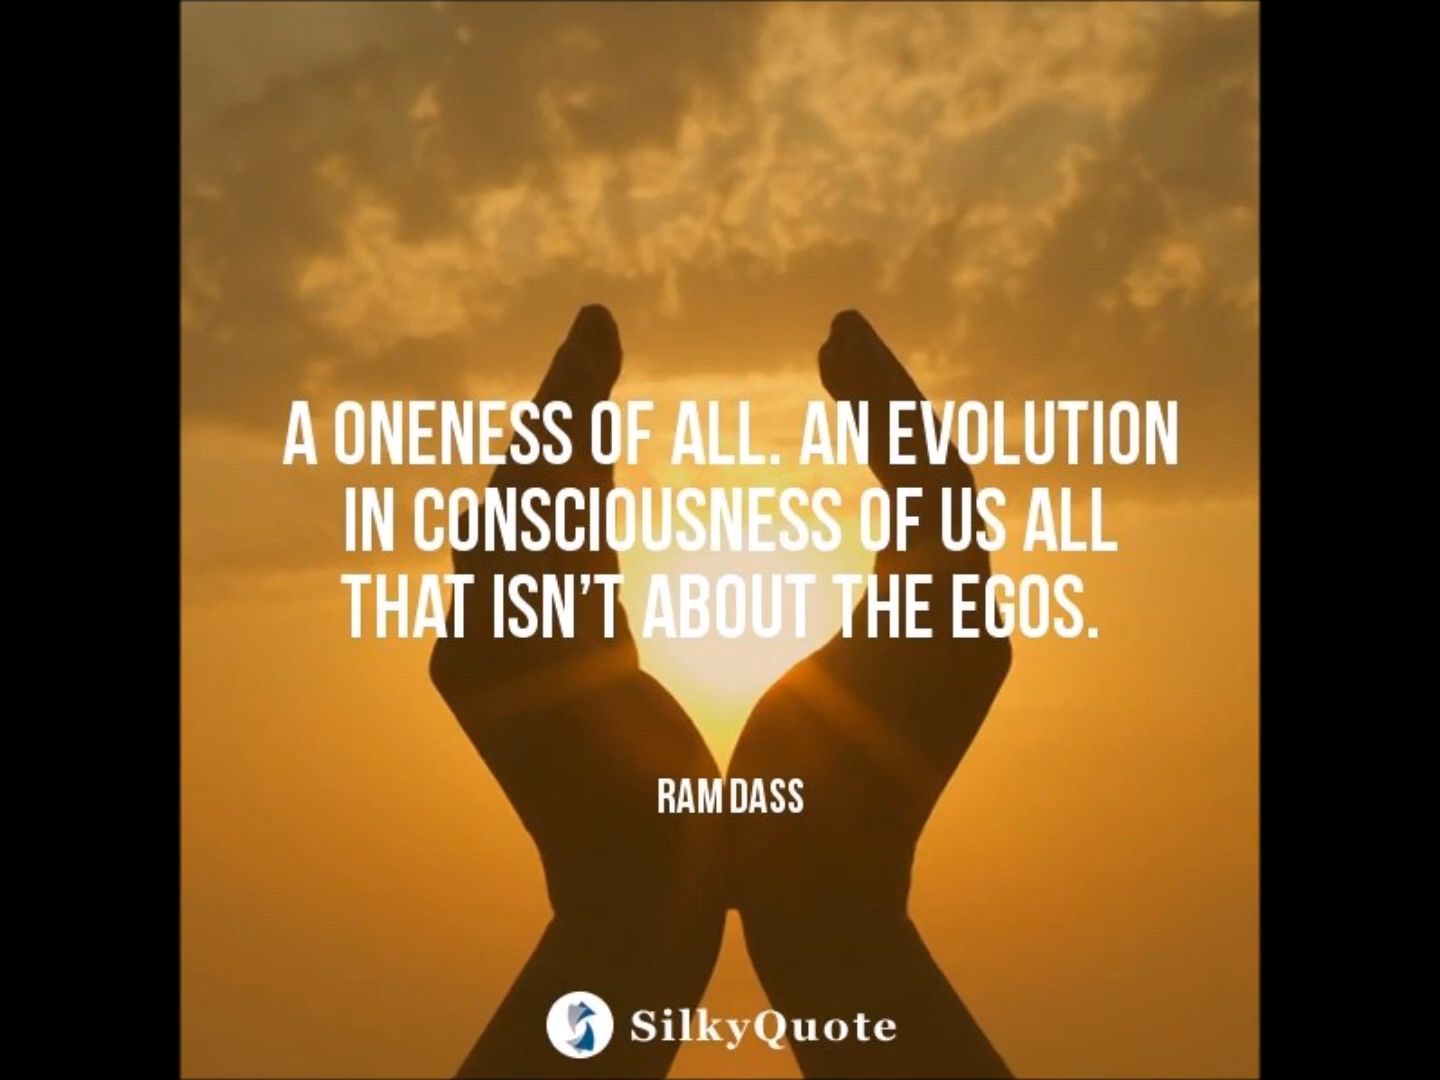 A ONENESS OF ALL. AN EVOLUTION
IN CONSCIOUSNESS OF US ALL
THAT ISN'T ABOUT THE EGOS.
RAM DASS
SilkyQuote